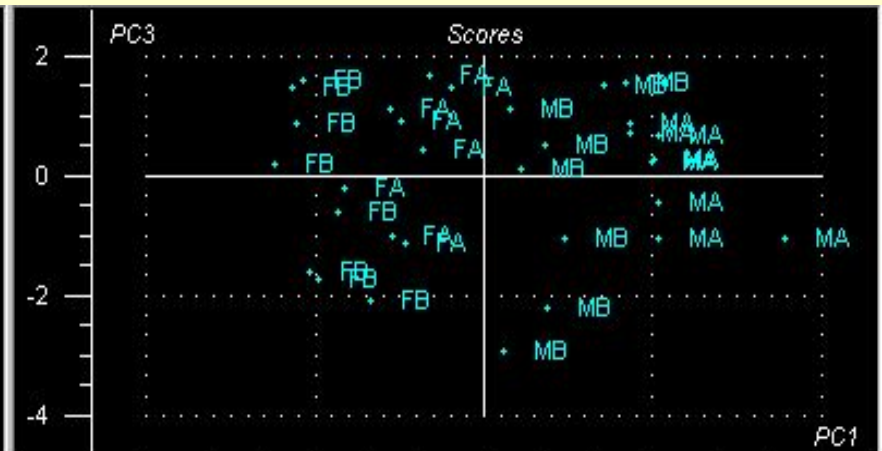 PC3 Scores
2
FA MB MB
FB FB FA
FA MB
FB FA MA MA MA
FA MB
0 FB MB MA MA
FA MA
FB
FA FA MB MA MA
FB FB
-2 FB MB
MB
-4
PC1